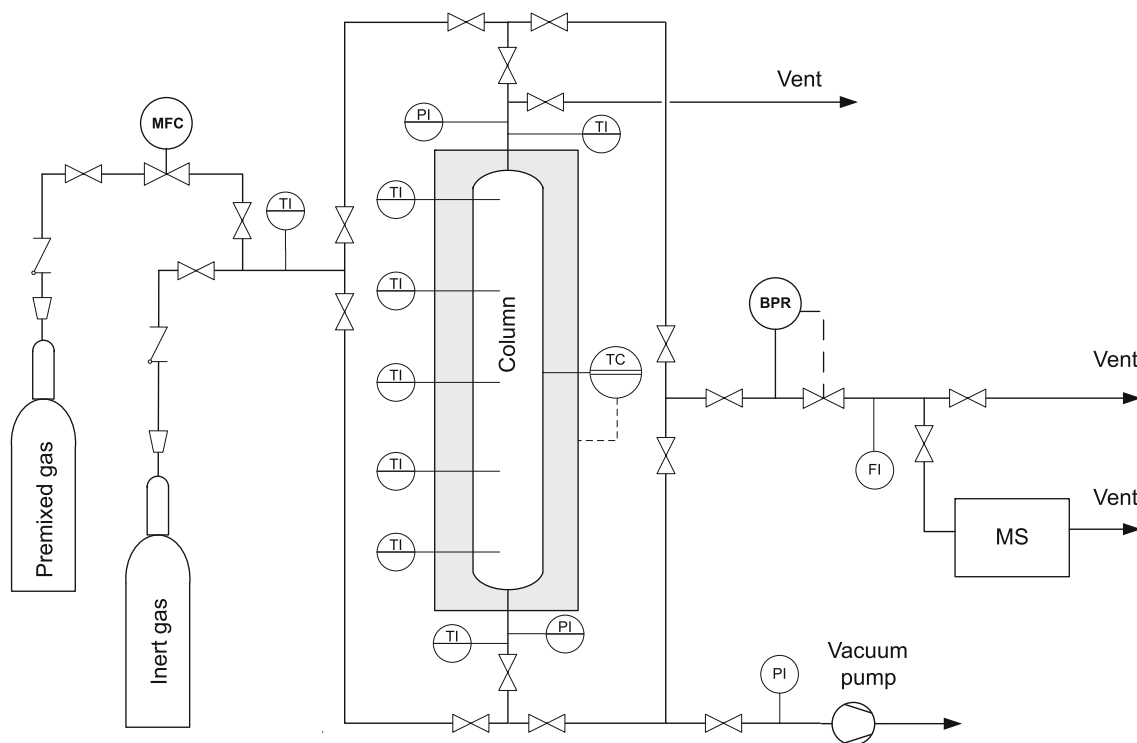 Vent
PI
TI
MFC
TI
TI
TI
BPR
Column
TC
Vent
TI
TI
FI
Premixed gas
Vent
MS
TI
Inert gas
TI
PI
Vacuum
pump
PI